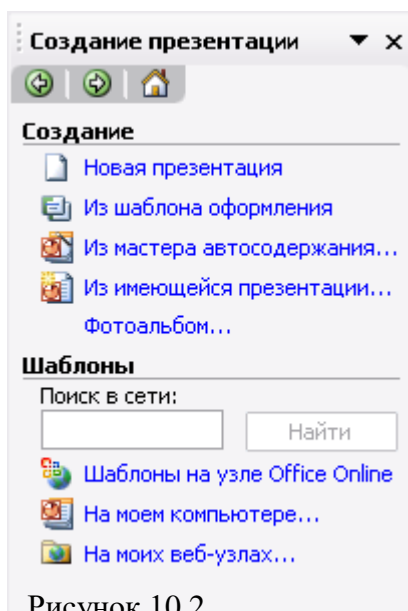 Создание презентации
Создание
Новая презентация
Из шаблона оформления
Из мастера автосодержания...
Из имеющейся презентации...
Фотоальбом...
Шаблоны
Поиск в сети:
Найти
Шаблоны на узле Office Online
На моем компьютере...
На моих веб-узлах...
Рисунок 10.2